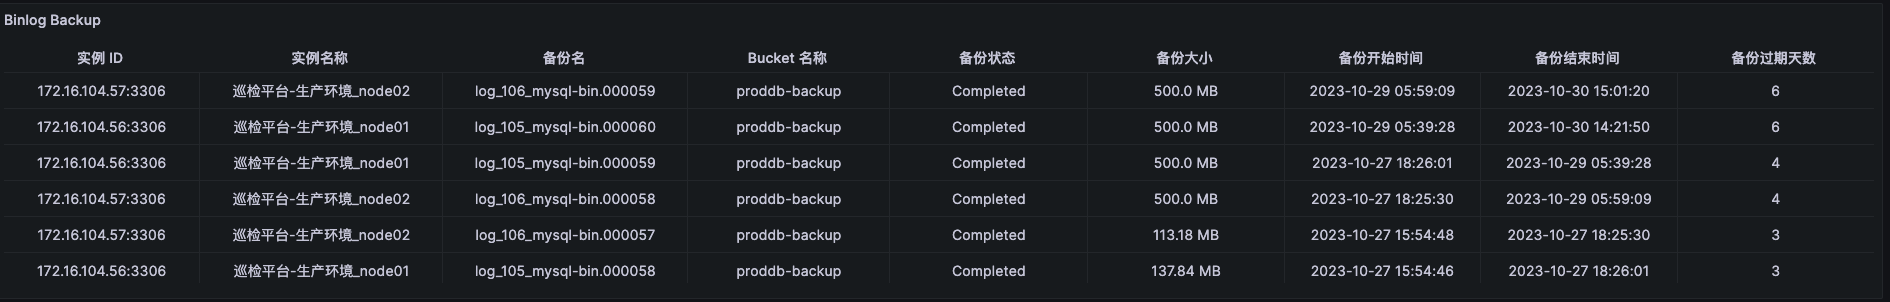 Binlog Backup
实例 ID 实例名称 备份名 Bucket 名称 备份状态 备份大小 备份开始时间 备份结束时间 备份过期天数
172.16.104.57:3306 巡检平台-生产环境_node02 log_106_mysql-bin.000059 proddb-backup Completed 500.0 MB 2023-10-29 05:59:09 2023-10-30 15:01:20 6
172.16.104.56:3306 巡检平台-生产环境_node01 log_105_mysql-bin.000060 proddb-backup Completed 500.0 MB 2023-10-29 05:39:28 2023-10-30 14:21:50 6
172.16.104.56:3306 巡检平台-生产环境_node01 log_105_mysql-bin.000059 proddb-backup Completed 500.0 MB 2023-10-27 18:26:01 2023-10-29 05:39:28 4
172.16.104.57:3306 巡检平台-生产环境_node02 log_106_mysql-bin.000058 proddb-backup Completed 500.0 MB 2023-10-27 18:25:30 2023-10-29 05:59:09 4
172.16.104.57:3306 巡检平台-生产环境_node02 log_106_mysql-bin.000057 proddb-backup Completed 113.18 MB 2023-10-27 15:54:48 2023-10-27 18:25:30 3
172.16.104.56:3306 巡检平台-生产环境_node01 log_105_mysql-bin.000058 proddb-backup Completed 137.84 MB 2023-10-27 15:54:46 2023-10-27 18:26:01 3